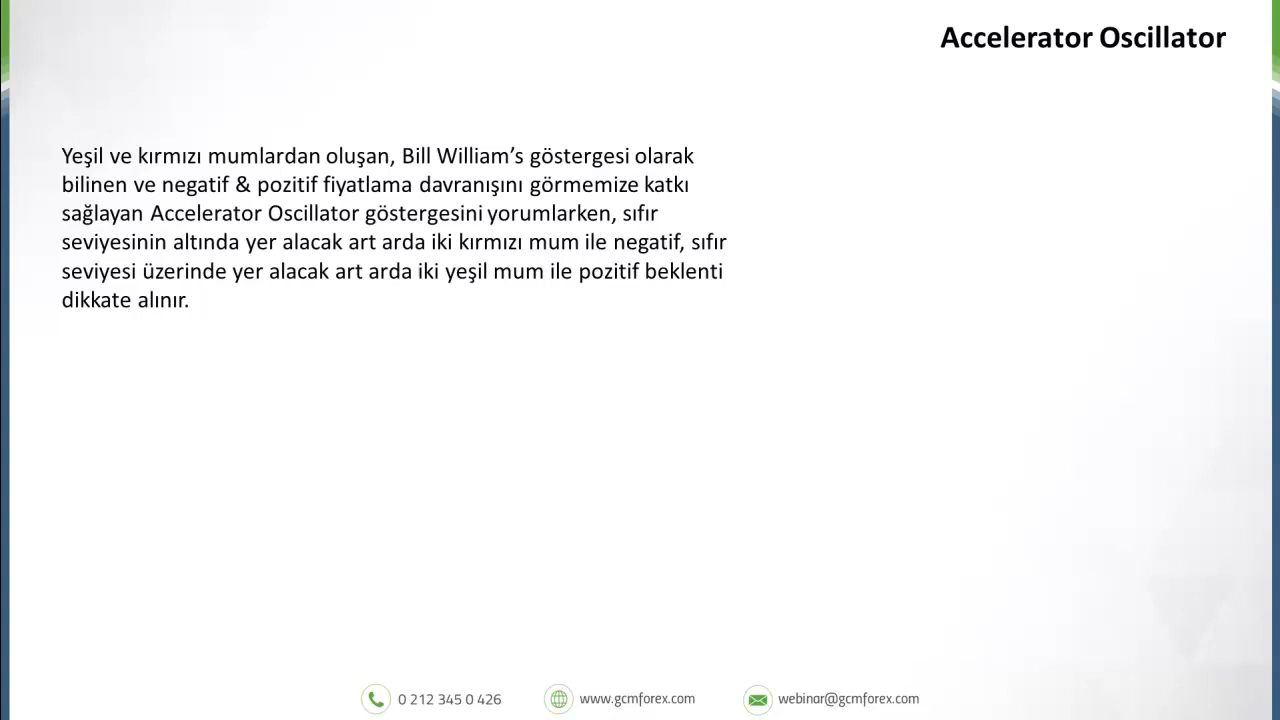 Accelerator Oscillator
Yeşil ve kırmızı mumlardan oluşan, Bill William’s göstergesi olarak
bilinen ve negatif & pozitif fiyatlama davranışını görmemize katkı
sağlayan Accelerator Oscillator göstergesini yorumlarken, sıfır
seviyesinin altında yer alacak art arda iki kırmızı mum ile negatif, sıfır
seviyesi üzerinde yer alacak art arda iki yeşil mum ile pozitif beklenti
dikkate alınır.
0 212 345 0 426 www.gcmforex.com webinar@gcmforex.com